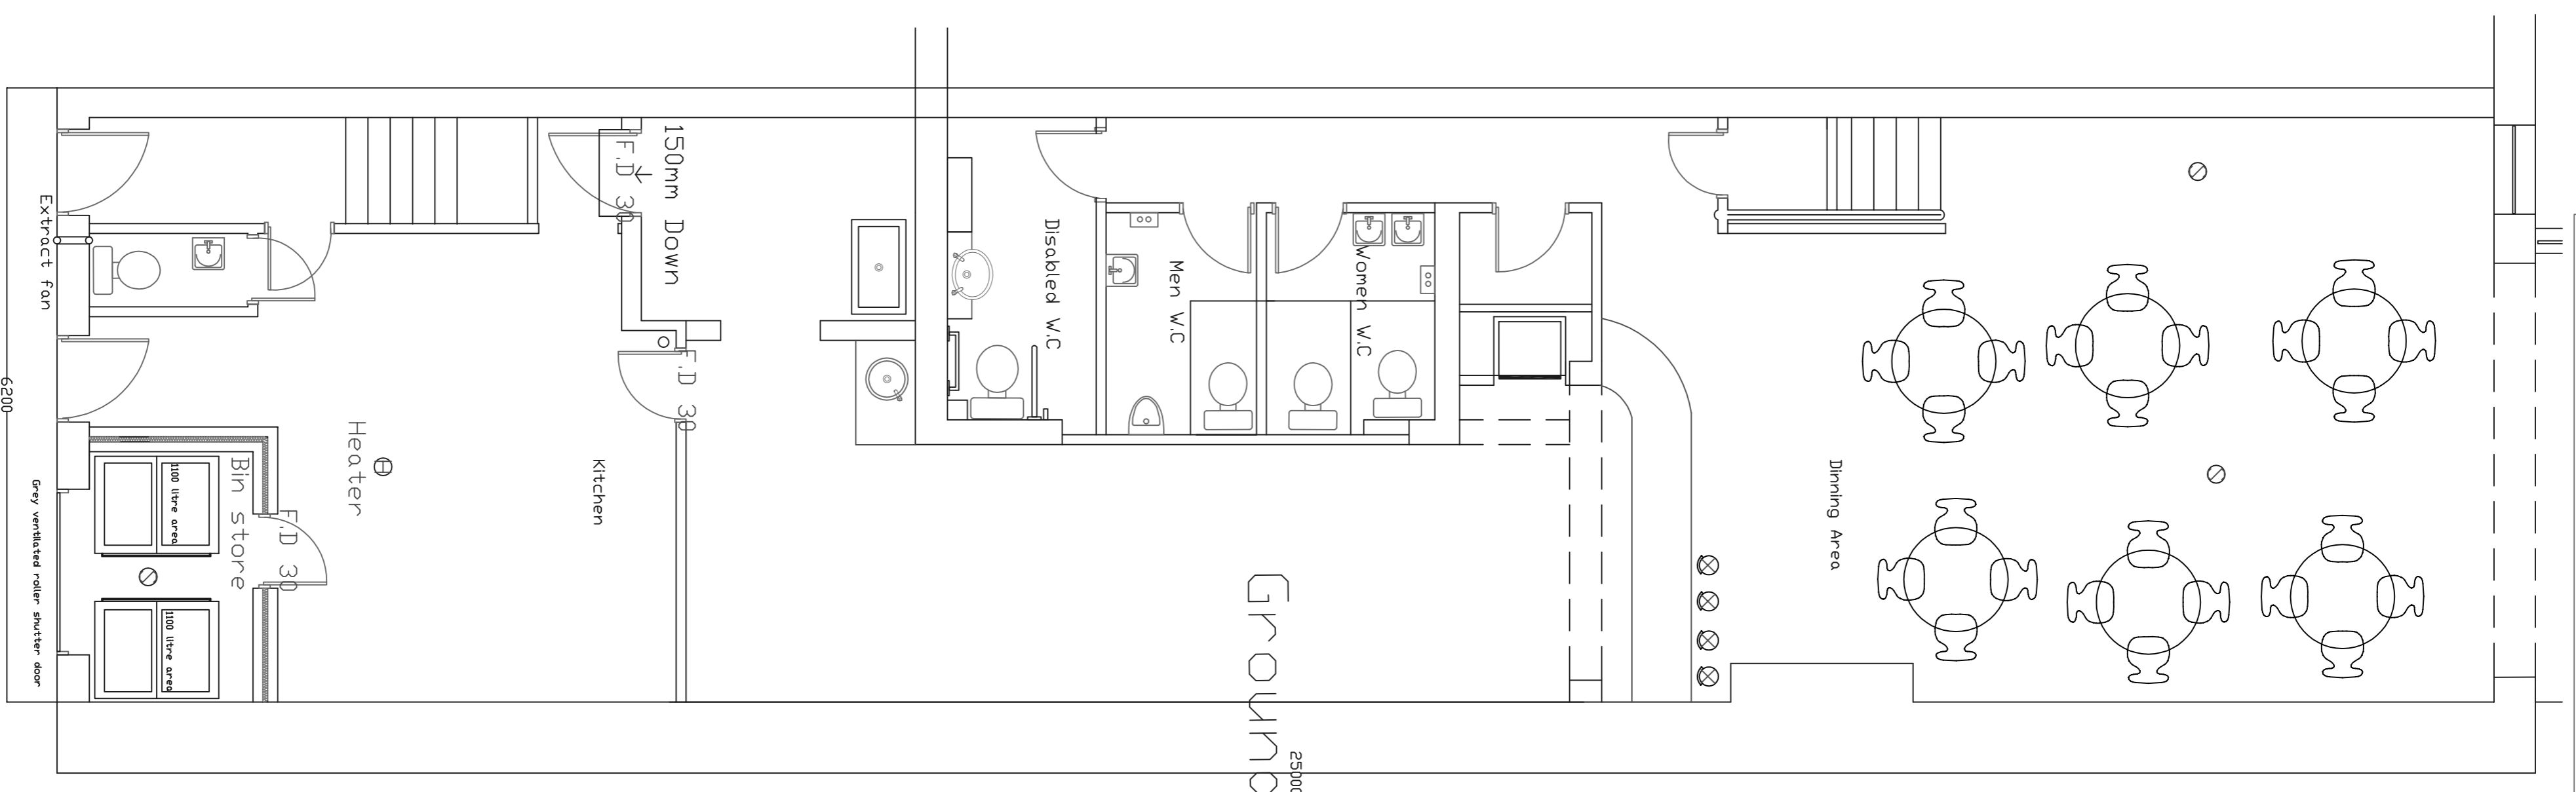 6200
Extract fan
Grey ventilated roller shutter door
1100 litre area
1100 litre area
Bin store
F.D 30
Heater
Kitchen
F.D 30
150mm Down
F.D 30
Disabled W.C
Men W.C
Women W.C
Dinning Area